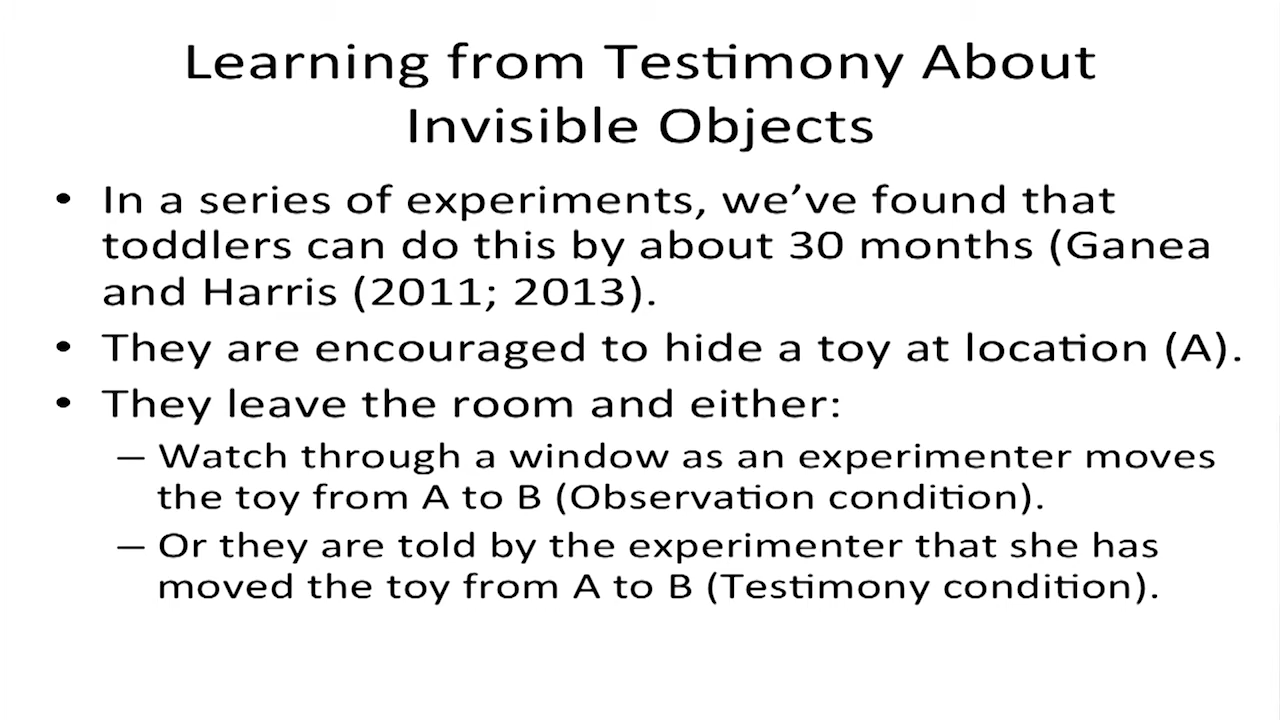 Learning from Testimony About
Invisible Objects
• In a series of experiments, we’ve found that
toddlers can do this by about 30 months (Ganea
and Harris (2011; 2013).
• They are encouraged to hide a toy at location (A).
• They leave the room and either:
– Watch through a window as an experimenter moves
the toy from A to B (Observation condition).
– Or they are told by the experimenter that she has
moved the toy from A to B (Testimony condition).